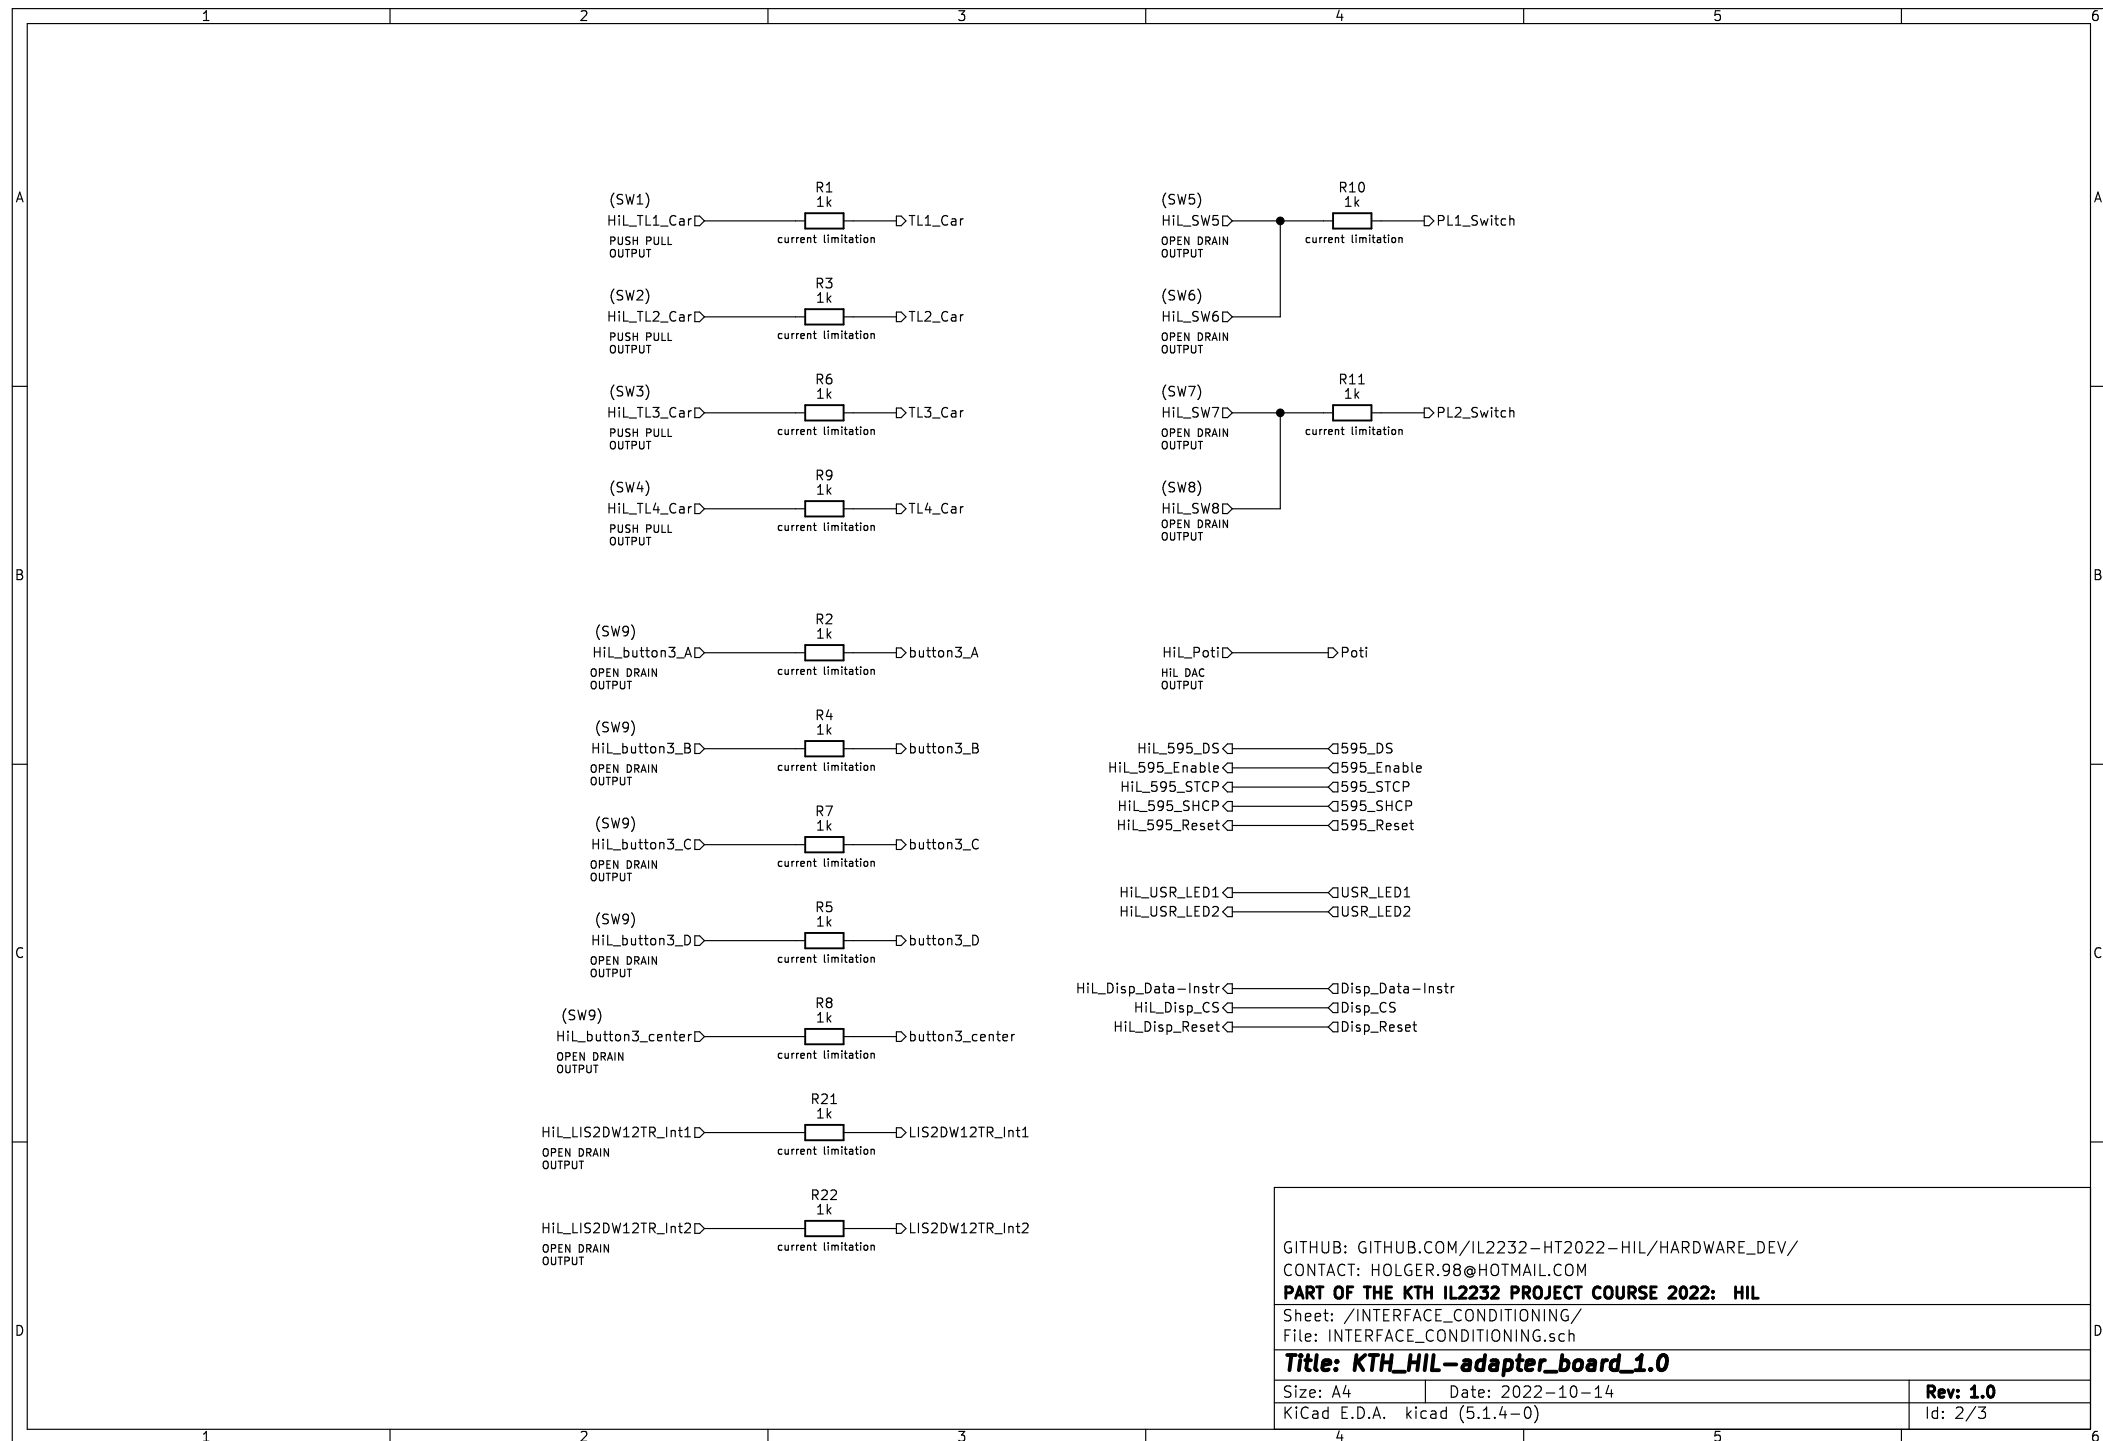 1 2 3 4 5 6
A A
(SW1)
R1
1k
HiL_TL1_Car
TL1_Car
PUSH PULL
OUTPUT
current limitation
(SW2)
R3
1k
HiL_TL2_Car
TL2_Car
PUSH PULL
OUTPUT
current limitation
(SW3)
R6
1k
HiL_TL3_Car
TL3_Car
PUSH PULL
OUTPUT
current limitation
(SW4)
R9
1k
HiL_TL4_Car
TL4_Car
PUSH PULL
OUTPUT
current limitation
(SW5)
R10
1k
HiL_SW5
PL1_Switch
OPEN DRAIN
OUTPUT
current limitation
(SW6)
HiL_SW6
OPEN DRAIN
OUTPUT
(SW7)
R11
1k
HiL_SW7
PL2_Switch
OPEN DRAIN
OUTPUT
current limitation
(SW8)
HiL_SW8
OPEN DRAIN
OUTPUT
B B
(SW9)
R2
1k
HiL_button3_A
button3_A
OPEN DRAIN
OUTPUT
current limitation
(SW9)
R4
1k
HiL_button3_B
button3_B
OPEN DRAIN
OUTPUT
current limitation
(SW9)
R7
1k
HiL_button3_C
button3_C
OPEN DRAIN
OUTPUT
current limitation
(SW9)
R5
1k
HiL_button3_D
button3_D
OPEN DRAIN
OUTPUT
current limitation
(SW9)
R8
1k
HiL_button3_center
button3_center
OPEN DRAIN
OUTPUT
current limitation
R21
1k
HiL_LIS2DW12TR_Int1
LIS2DW12TR_Int1
OPEN DRAIN
OUTPUT
current limitation
R22
1k
HiL_LIS2DW12TR_Int2
LIS2DW12TR_Int2
OPEN DRAIN
OUTPUT
current limitation
HiL_Poti
Poti
HiL DAC
OUTPUT
HiL_595_DS 595_DS
HiL_595_Enable 595_Enable
HiL_595_STCP 595_STCP
HiL_595_SHCP 595_SHCP
HiL_595_Reset 595_Reset
HiL_USR_LED1 USR_LED1
HiL_USR_LED2 USR_LED2
C C
HiL_Disp_Data-Instr Disp_Data-Instr
HiL_Disp_CS Disp_CS
HiL_Disp_Reset Disp_Reset
GITHUB: GITHUB.COM/IL2232-HT2022-HIL/HARDWARE_DEV/
CONTACT: HOLGER.98@HOTMAIL.COM
PART OF THE KTH IL2232 PROJECT COURSE 2022: HIL
Sheet: /INTERFACE_CONDITIONING/
File: INTERFACE_CONDITIONING.sch
D D
Title: KTH_HIL-adapter_board_1.0
Size: A4 Date: 2022-10-14 Rev: 1.0
KiCad E.D.A. kicad (5.1.4-0) Id: 2/3
1 2 3 4 5 6